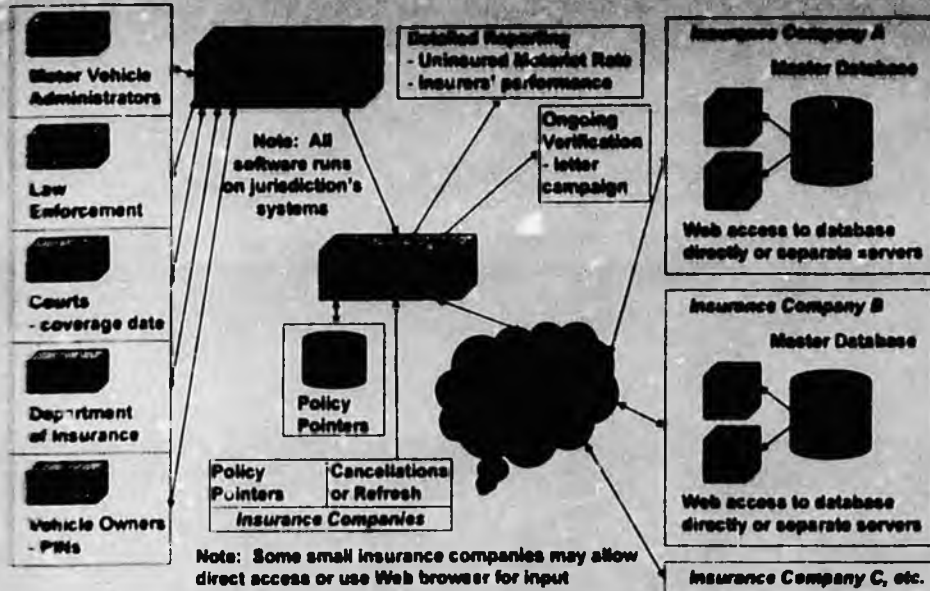 Motor Vehicle
Administrators
Law
Enforcement
Courts
- coverage date
Department
of Insurance
Vehicle Owners
- PINs
Note: All
software runs
on jurisdiction's
systems
Detailed Reporting
- Uninsured Motorist Rate
- Insurers' performance
Ongoing
Verification
- letter
campaign
Policy
Pointers
Policy
Pointers
Cancellations
or Refresh
Insurance Companies
Note: Some small insurance companies may allow
direct access or use Web browser for input
Insurance Company A
Master Database
Web access to database
directly or separate servers
Insurance Company B
Master Database
Web access to database
directly or separate servers
Insurance Company C, etc.